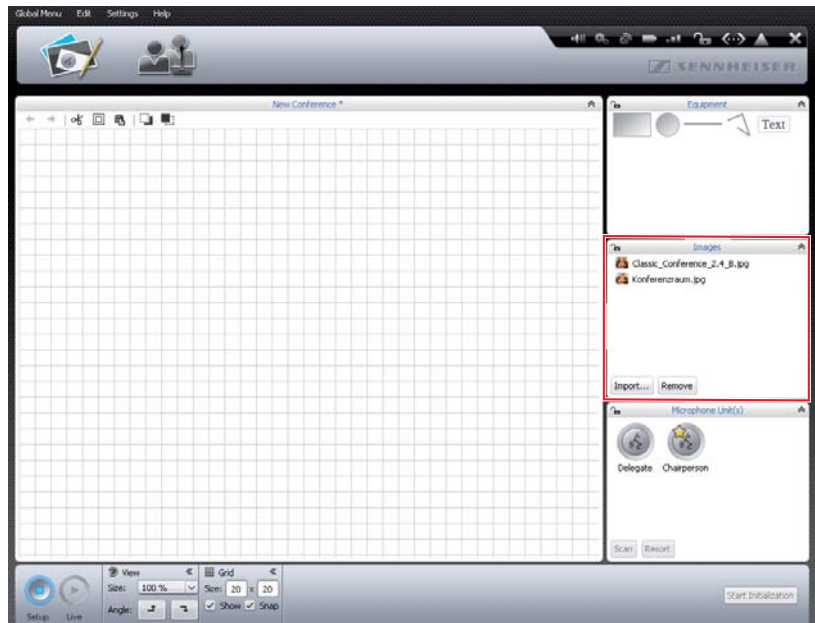 Global Menu Edit Settings Help
SENNHEISER
New Conference *
Equipment
Text
Images
Classic_Conference_2.4_B.jpg
Konferenzraum.jpg
Import... Remove
Microphone Unit(s)
Delegate Chairperson
Scan Resort
View Grid
Size: 100 % Size: 20 x 20
Angle: Show Snap
Setup Live
Start Initialization